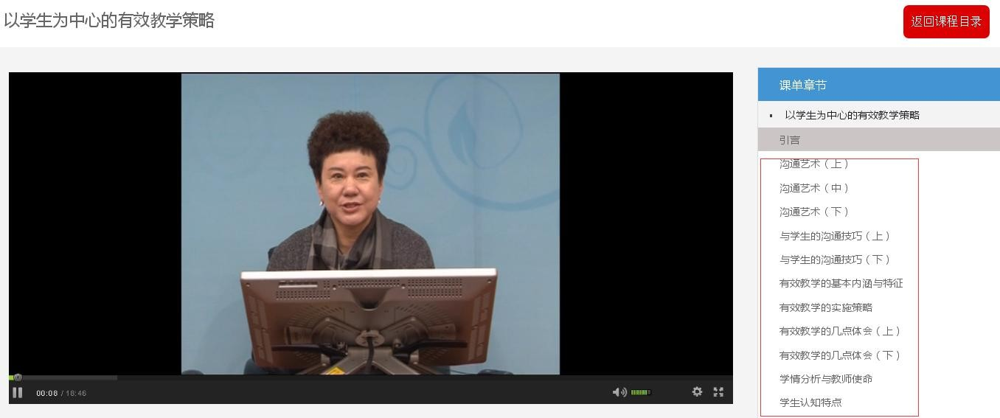 以学生为中心的有效教学策略
返回课程目录
课单章节
以学生为中心的有效教学策略
引言
沟通艺术（上）
沟通艺术（中）
沟通艺术（下）
与学生的沟通技巧（上）
与学生的沟通技巧（下）
有效教学的基本内涵与特征
有效教学的实施策略
有效教学的几点体会（上）
有效教学的几点体会（下）
学情分析与教师使命
学生认知特点
00:08 / 18:46